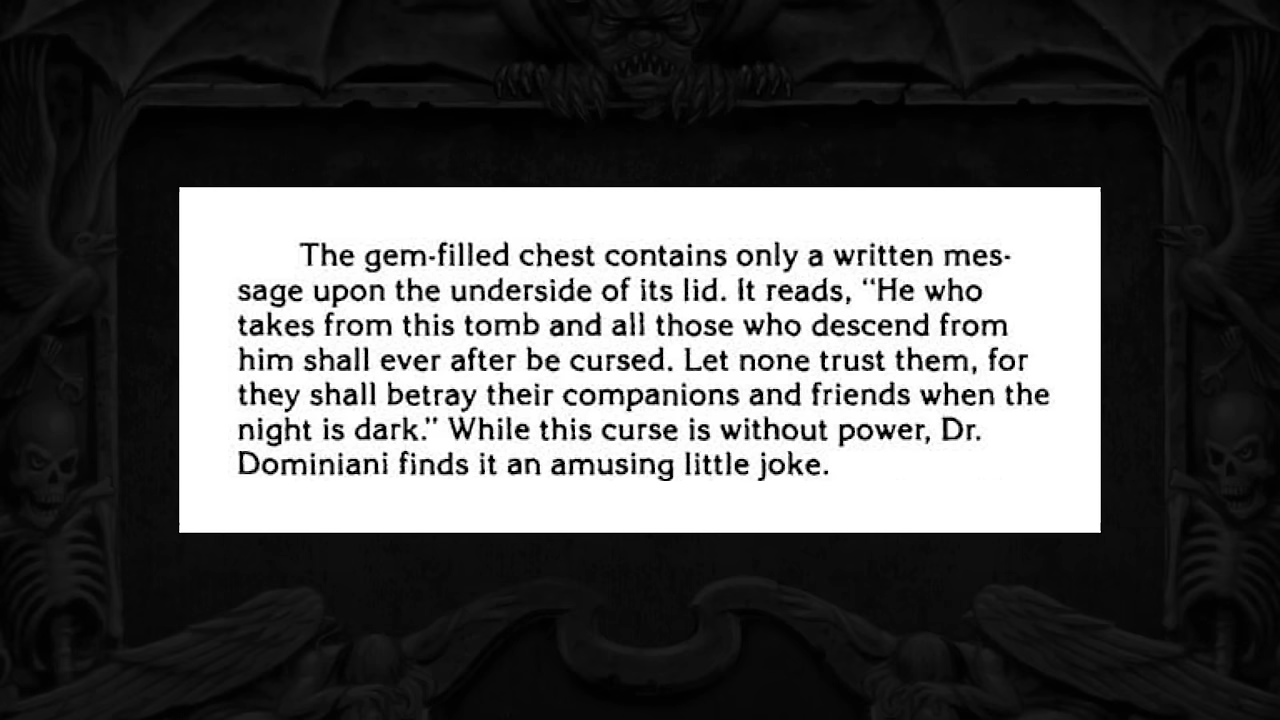 The gem-filled chest contains only a written mes-
sage upon the underside of its lid. It reads, “He who
takes from this tomb and all those who descend from
him shall ever after be cursed. Let none trust them, for
they shall betray their companions and friends when the
night is dark.” While this curse is without power, Dr.
Dominiani finds it an amusing little joke.